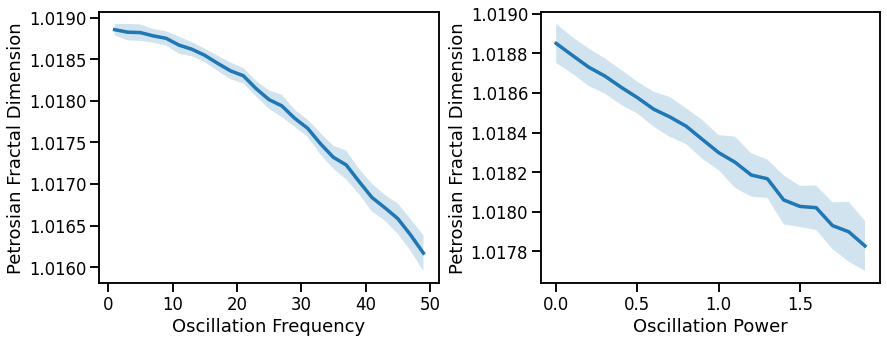 Petrosian Fractal Dimension
1.0190
1.0185
1.0180
1.0175
1.0170
1.0165
1.0160
0 10 20 30 40 50
Oscillation Frequency
Petrosian Fractal Dimension
1.0190
1.0188
1.0186
1.0184
1.0182
1.0180
1.0178
0.0 0.5 1.0 1.5
Oscillation Power